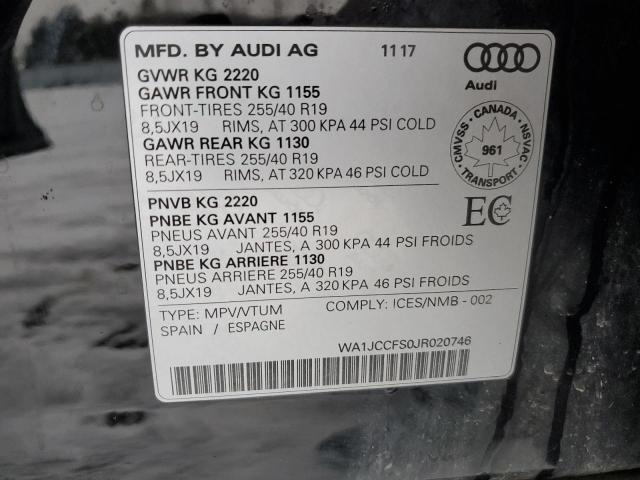 MFD. BY AUDI AG 11 17
Audi
GVWR KG 2220
GAWR FRONT KG 1155
FRONT-TIRES 255/40 R19
8,5JX19 RIMS, AT 300 KPA 44 PSI COLD
GAWR REAR KG 1130
REAR-TIRES 255/40 R19
8,5JX19 RIMS, AT 320 KPA 46 PSI COLD
CMVSS - CANADA - NSVAC
961
TRANSPORT
PNVB KG 2220
PNBE KG AVANT 1155
PNEUS AVANT 255/40 R19
8,5JX19 JANTES, A 300 KPA 44 PSI FROIDS
PNBE KG ARRIERE 1130
PNEUS ARRIERE 255/40 R19
8,5JX19 JANTES, A 320 KPA 46 PSI FROIDS
EC
TYPE: MPV/VTUM COMPLY: ICES/NMB - 002
SPAIN / ESPAGNE
WA1JCCFS0JR020746